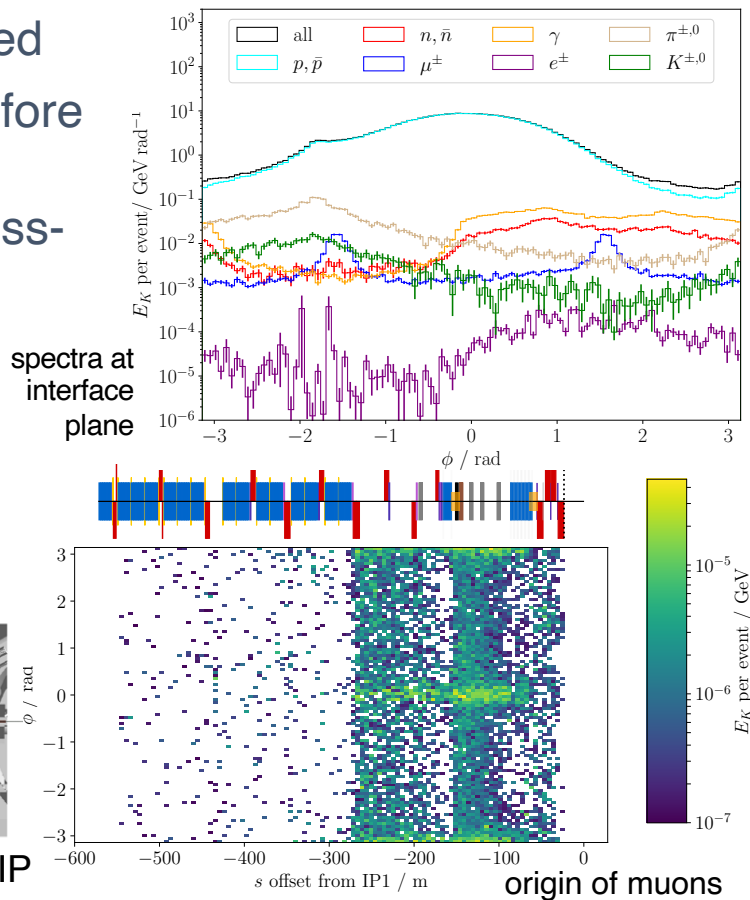 ed
fore
ss-
10³
10²
10¹
10⁰
10⁻¹
10⁻²
10⁻³
10⁻⁴
10⁻⁵
10⁻⁶
E_K per event/ GeV rad⁻¹
all
n, n̄
γ
π±,0
p, p̄
μ±
e±
K±,0
spectra at
interface
plane
−3 −2 −1 0 1 2 3
ϕ / rad
3
2
1
0
−1
−2
−3
ϕ / rad
−600 −500 −400 −300 −200 −100 0
s offset from IP1 / m
10⁻⁵
10⁻⁶
10⁻⁷
E_K per event / GeV
IP
origin of muons